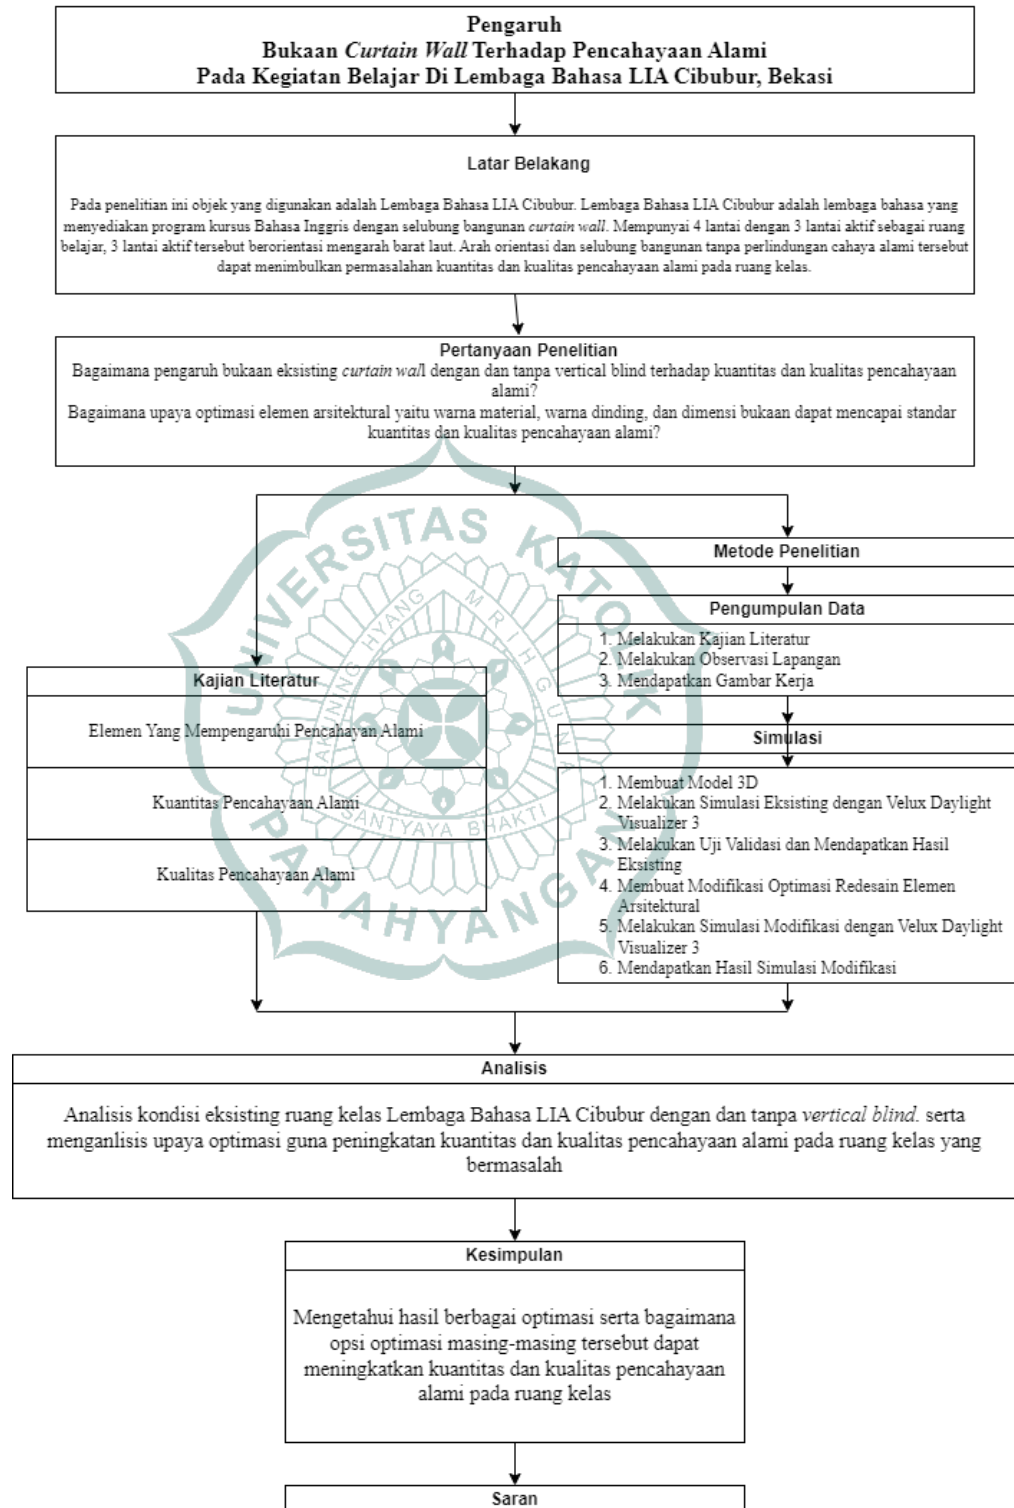 Pengaruh
Bukaan Curtain Wall Terhadap Pencahayaan Alami
Pada Kegiatan Belajar Di Lembaga Bahasa LIA Cibubur, Bekasi
Latar Belakang
Pada penelitian ini objek yang digunakan adalah Lembaga Bahasa LIA Cibubur. Lembaga Bahasa LIA Cibubur adalah lembaga bahasa yang
menyediakan program kursus Bahasa Inggris dengan selubung bangunan curtain wall. Mempunyai 4 lantai dengan 3 lantai aktif sebagai ruang
belajar, 3 lantai aktif tersebut berorientasi mengarah barat laut. Arah orientasi dan selubung bangunan tanpa perlindungan cahaya alami tersebut
dapat menimbulkan permasalahan kuantitas dan kualitas pencahayaan alami pada ruang kelas.
Pertanyaan Penelitian
Bagaimana pengaruh bukaan eksisting curtain wall dengan dan tanpa vertical blind terhadap kuantitas dan kualitas pencahayaan
alami?
Bagaimana upaya optimasi elemen arsitektural yaitu warna material, warna dinding, dan dimensi bukaan dapat mencapai standar
kuantitas dan kualitas pencahayaan alami?
UNIVERSITAS KATOLIK
PARAHYANGAN
BAKUNING HYANG MRIH GUNA
SANTYAYA BHAKTI
Kajian Literatur
Elemen Yang Mempengaruhi Pencahayan Alami
Kuantitas Pencahayaan Alami
Kualitas Pencahayaan Alami
Metode Penelitian
Pengumpulan Data
1. Melakukan Kajian Literatur
2. Melakukan Observasi Lapangan
3. Mendapatkan Gambar Kerja
Simulasi
1. Membuat Model 3D
2. Melakukan Simulasi Eksisting dengan Velux Daylight
Visualizer 3
3. Melakukan Uji Validasi dan Mendapatkan Hasil
Eksisting
4. Membuat Modifikasi Optimasi Redesain Elemen
Arsitektural
5. Melakukan Simulasi Modifikasi dengan Velux Daylight
Visualizer 3
6. Mendapatkan Hasil Simulasi Modifikasi
Analisis
Analisis kondisi eksisting ruang kelas Lembaga Bahasa LIA Cibubur dengan dan tanpa vertical blind. serta
menganlisis upaya optimasi guna peningkatan kuantitas dan kualitas pencahayaan alami pada ruang kelas yang
bermasalah
Kesimpulan
Mengetahui hasil berbagai optimasi serta bagaimana
opsi optimasi masing-masing tersebut dapat
meningkatkan kuantitas dan kualitas pencahayaan
alami pada ruang kelas
Saran